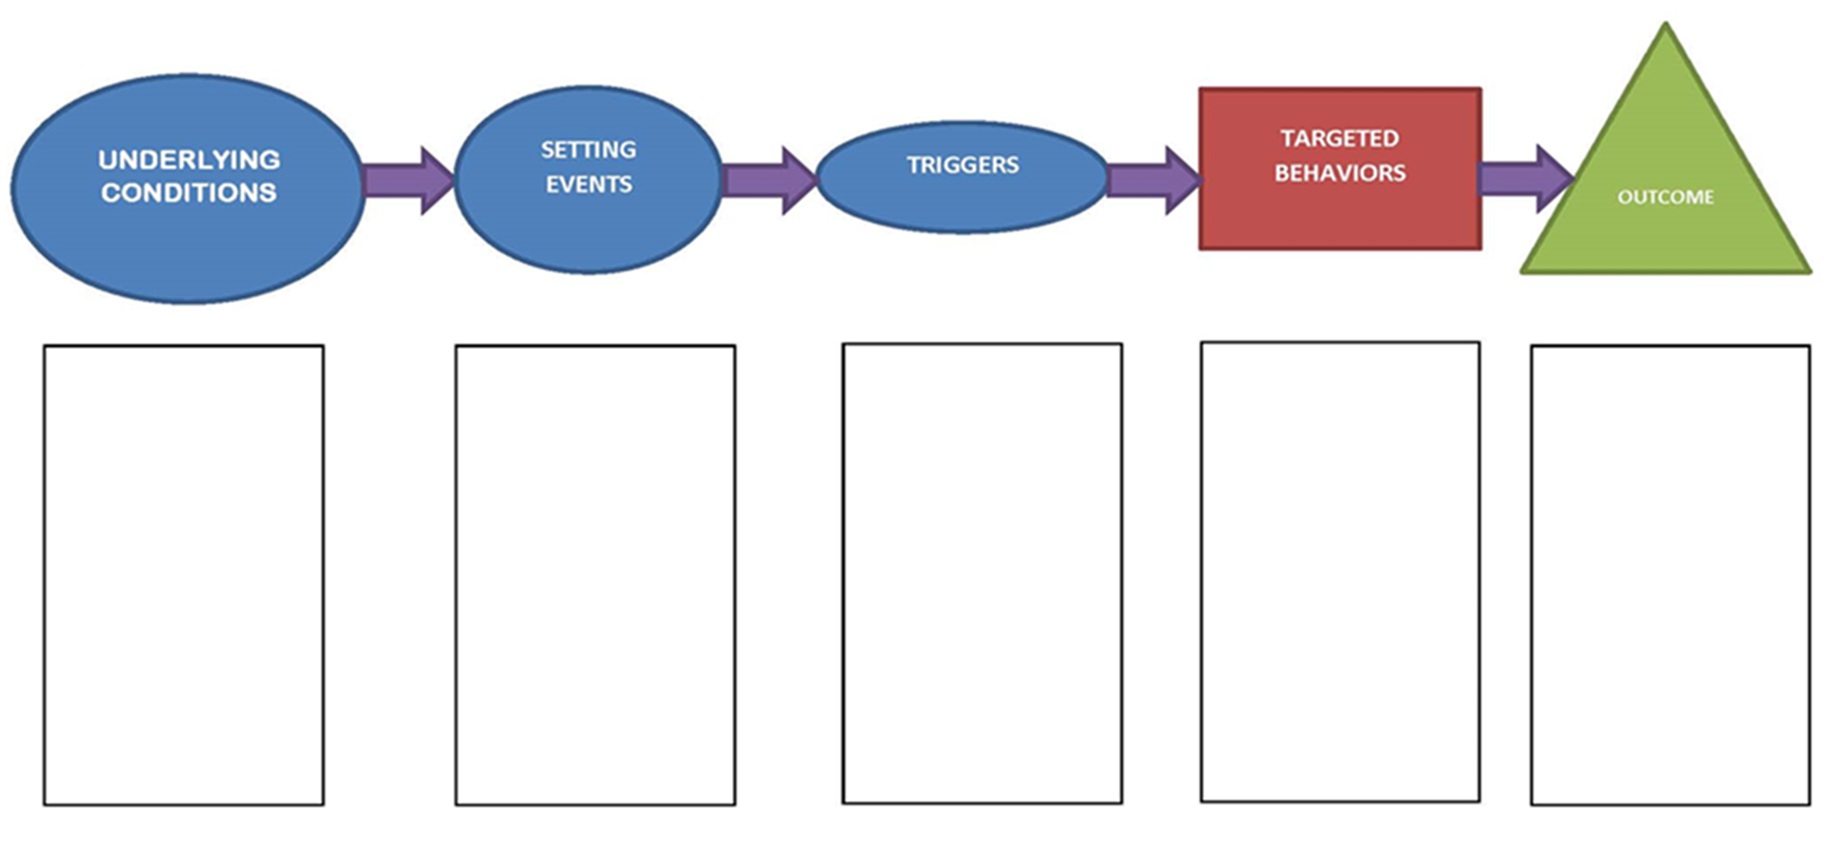 UNDERLYING
CONDITIONS
SETTING
EVENTS
TRIGGERS
TARGETED
BEHAVIORS
OUTCOME